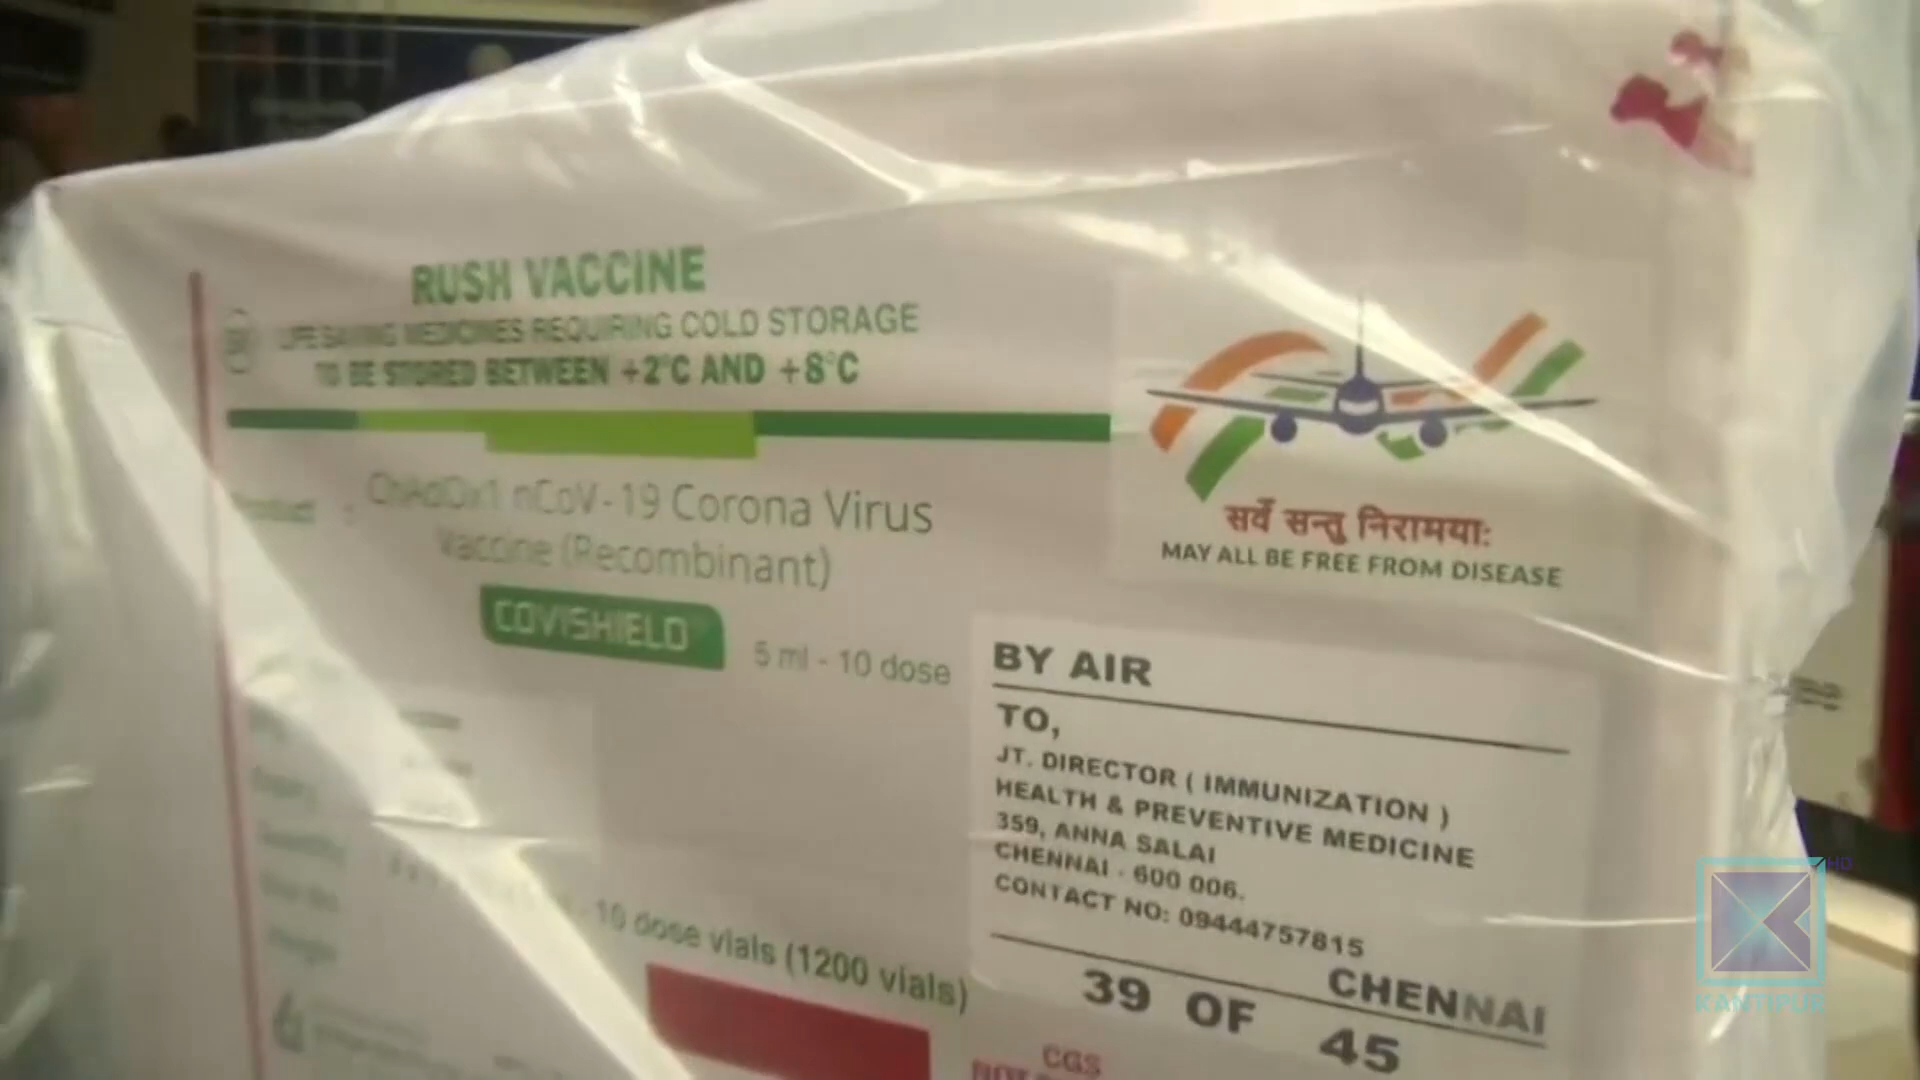 RUSH VACCINE
LIFE SAVING MEDICINES REQUIRING COLD STORAGE
TO BE STORED BETWEEN +2°C AND +8°C
Product : ChAdOx1 nCoV - 19 Corona Virus
Vaccine (Recombinant)
COVISHIELD
5 ml - 10 dose
सर्वे सन्तु निरामयाः
MAY ALL BE FREE FROM DISEASE
BY AIR
TO,
JT. DIRECTOR ( IMMUNIZATION )
HEALTH & PREVENTIVE MEDICINE
359, ANNA SALAI
CHENNAI - 600 006.
CONTACT NO: 09444757815
CHENNAI
39 OF 45
- 10 dose vials (1200 vials)
CGS
HD
KANTIPUR